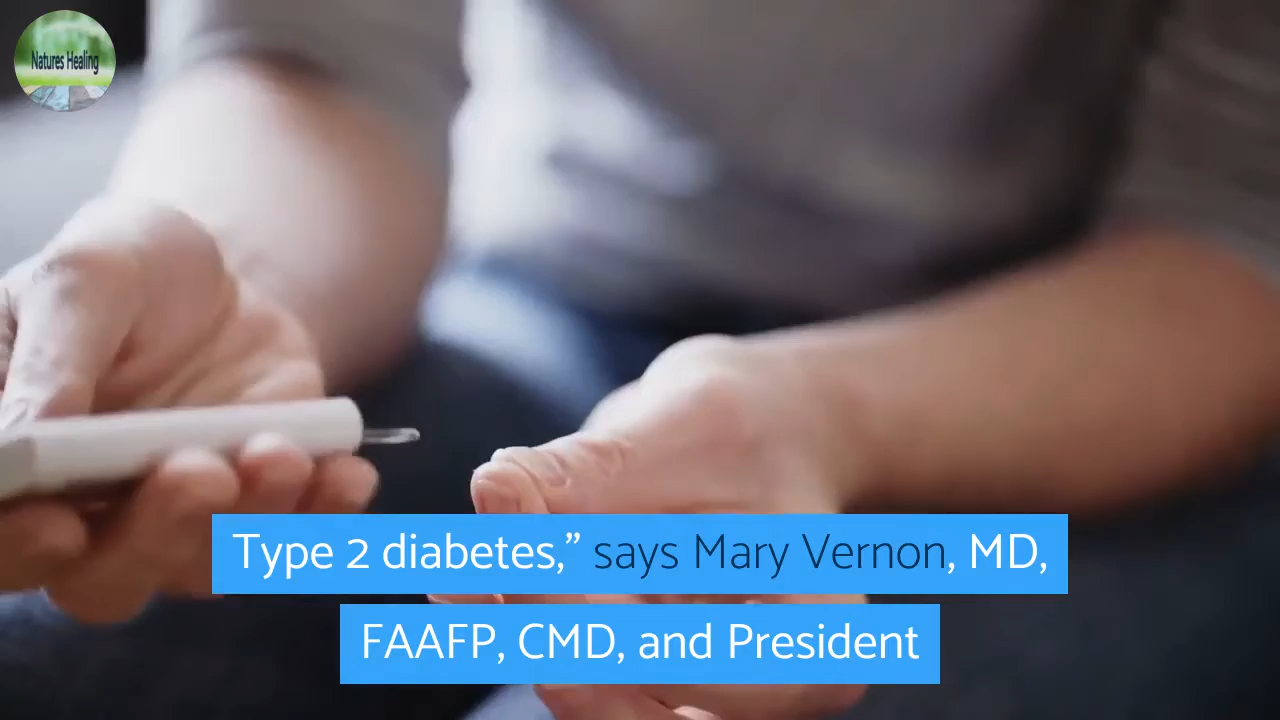 Natures Healing
Type 2 diabetes,” says Mary Vernon, MD,
FAAFP, CMD, and President